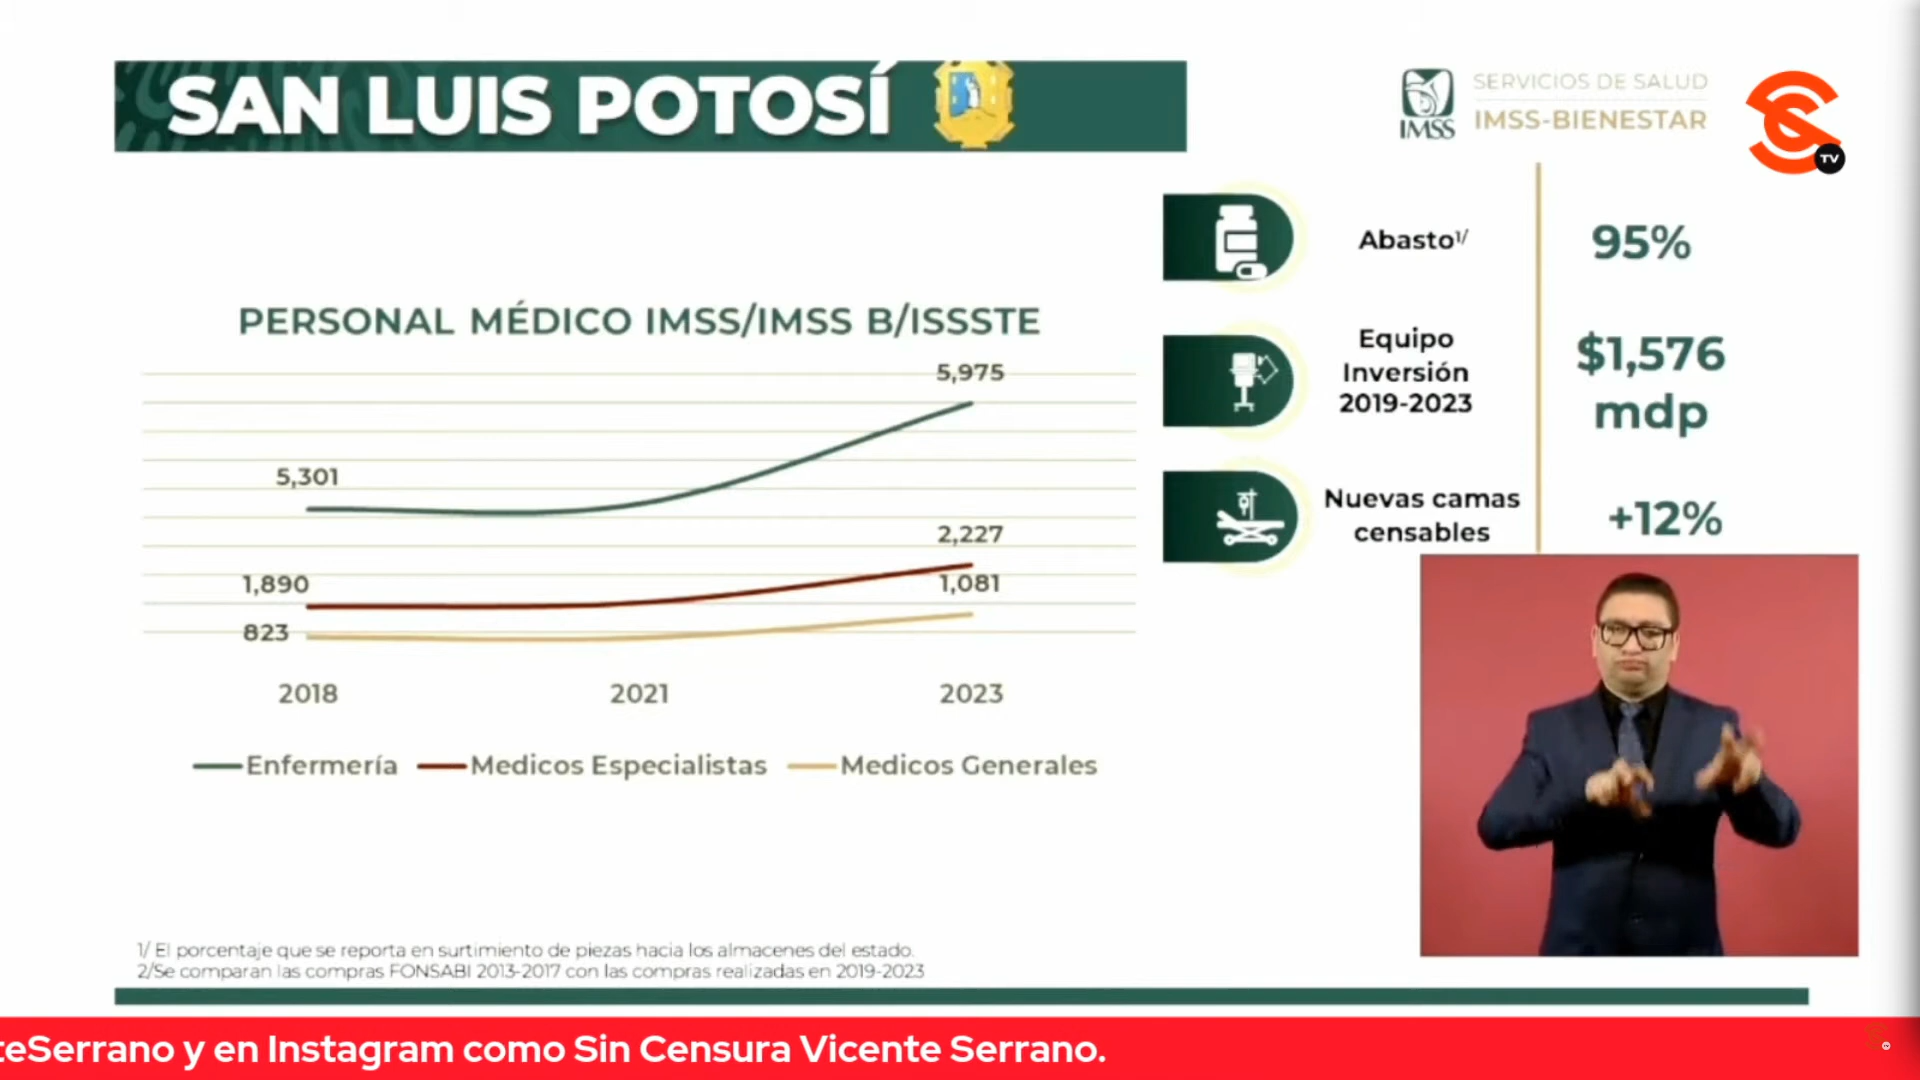 SAN LUIS POTOSÍ
IMSS
SERVICIOS DE SALUD
IMSS-BIENESTAR
TV
Abasto1/
95%
Equipo
Inversión
2019-2023
$1,576
mdp
Nuevas camas
censables
+12%
PERSONAL MÉDICO IMSS/IMSS B/ISSSTE
5,975
5,301
2,227
1,890
1,081
823
2018
2021
2023
Enfermería
Medicos Especialistas
Medicos Generales
1/ El porcentaje que se reporta en surtimiento de piezas hacia los almacenes del estado.
2/Se comparan las compras FONSABI 2013-2017 con las compras realizadas en 2019-2023
teSerrano y en Instagram como Sin Censura Vicente Serrano.